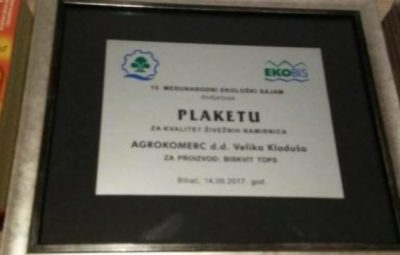 EKOBIS
15. MEĐUNARODNI EKOLOŠKI SAJAM
dodjeljuje
PLAKETU
ZA KVALITET ŽIVEŽNIH NAMIRNICA
AGROKOMERC d.d. Velika Kladuša
ZA PROIZVOD: BISKVIT TOPS
Bihać, 14.09.2017. god.